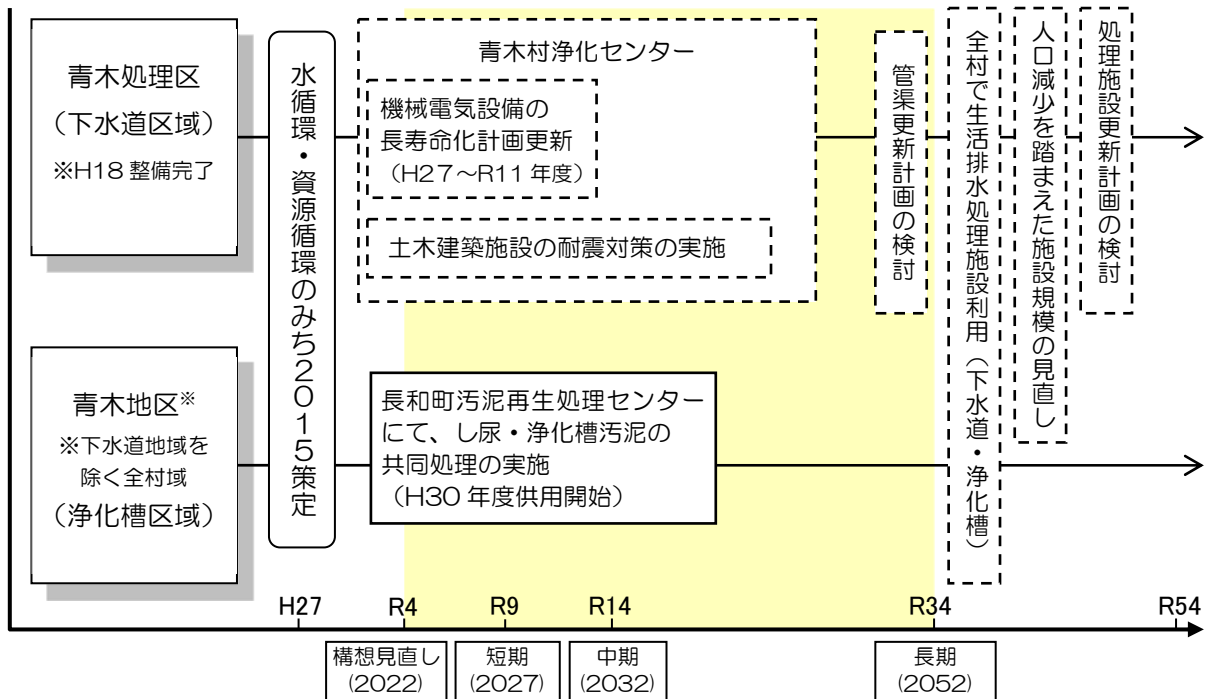 青木処理区
（下水道区域）
※H18整備完了
水循環・資源循環のみち2015策定
青木村浄化センター
機械電気設備の
長寿命化計画更新
（H27～R11年度）
土木建築施設の耐震対策の実施
管渠更新計画の検討
全村で生活排水処理施設利用（下水道・浄化槽）
人口減少を踏まえた施設規模の見直し
処理施設更新計画の検討
青木地区※
※下水道地域を
除く全村域
（浄化槽区域）
長和町汚泥再生処理センター
にて、し尿・浄化槽汚泥の
共同処理の実施
（H30年度供用開始）
H27
R4
R9
R14
R34
R54
構想見直し
(2022)
短期
(2027)
中期
(2032)
長期
(2052)